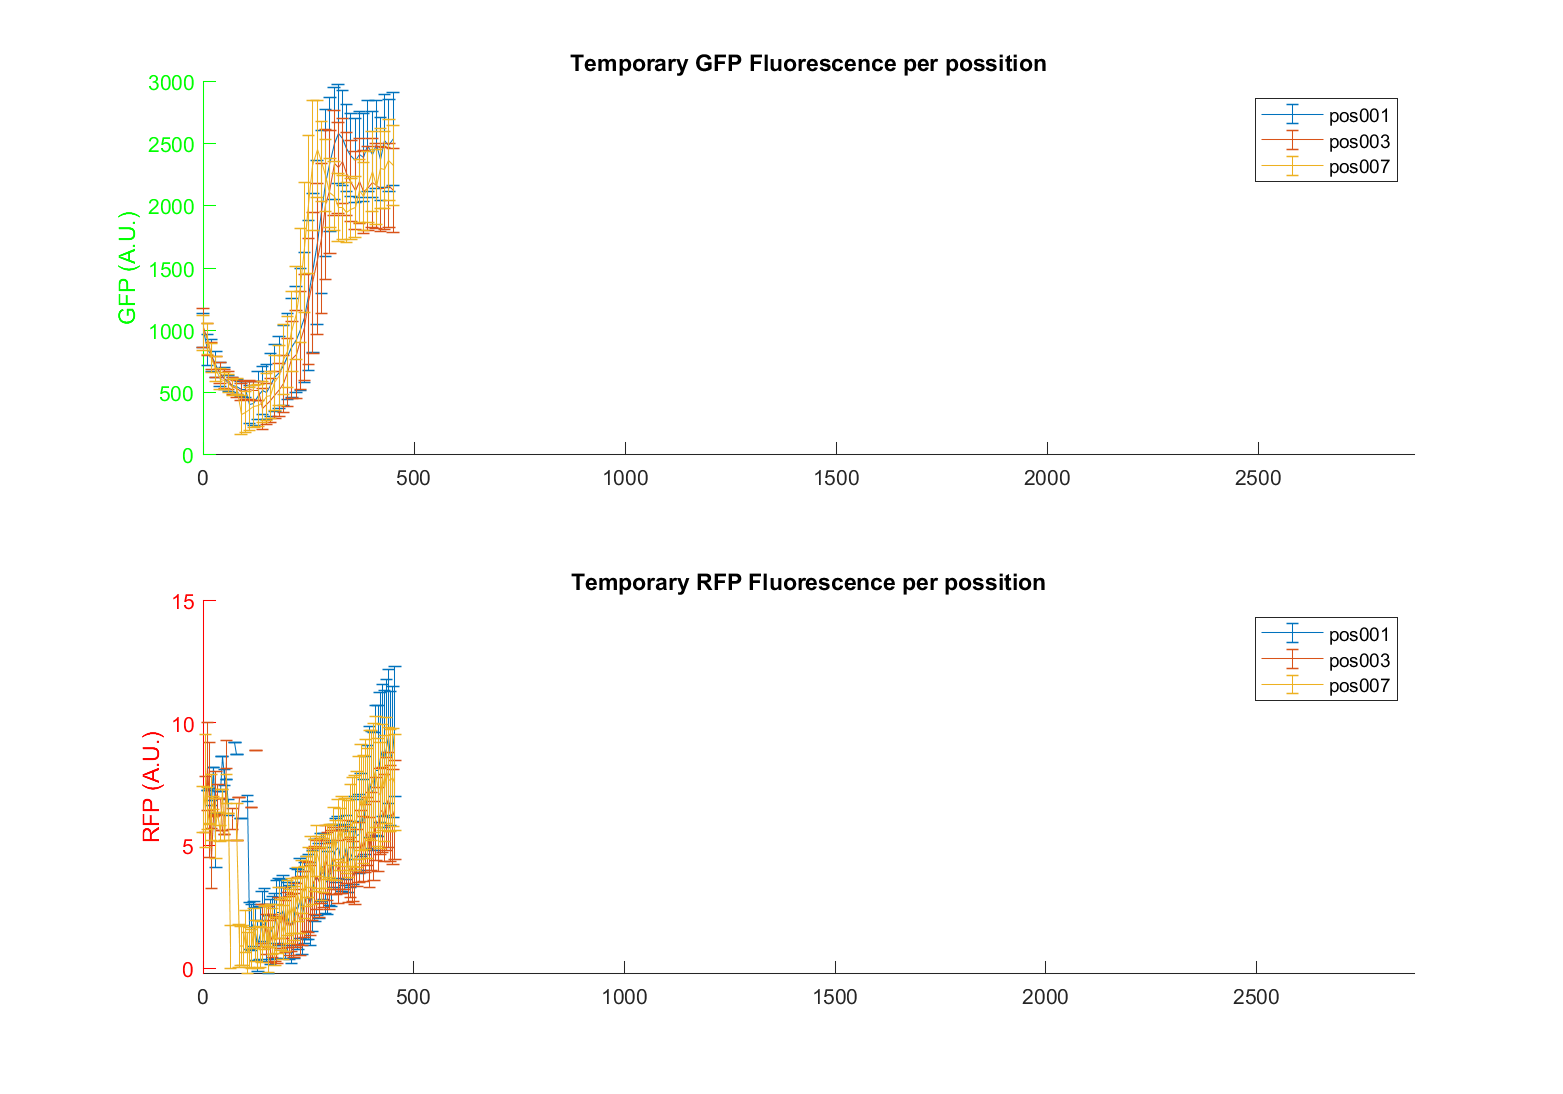 Temporary GFP Fluorescence per possition
3000
2500
2000
1500
1000
500
0
GFP (A.U.)
0 500 1000 1500 2000 2500
pos001
pos003
pos007
Temporary RFP Fluorescence per possition
15
10
5
0
RFP (A.U.)
0 500 1000 1500 2000 2500
pos001
pos003
pos007